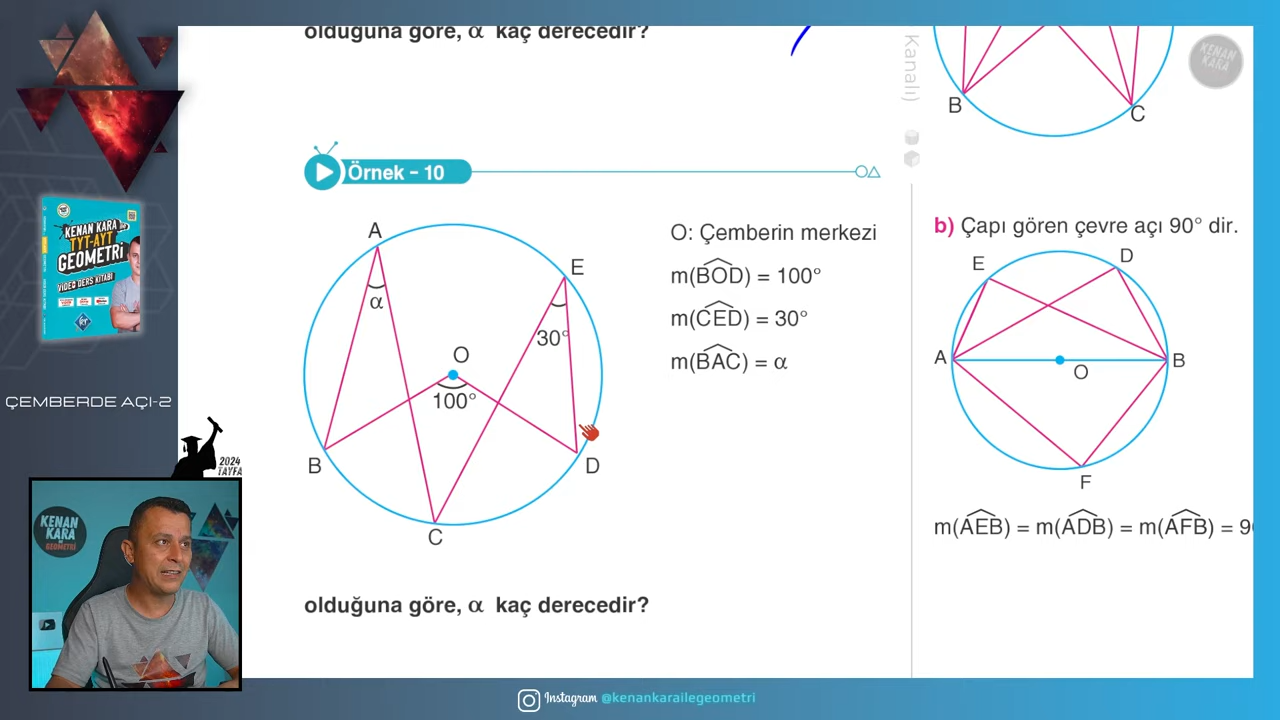 olduğuna göre, α kaç derecedir?
Kanalı)
KENAN
KARA
B
C
Örnek - 10
A
E
α
30°
O
100°
B
D
C
O: Çemberin merkezi
m(BOD) = 100°
m(CED) = 30°
m(BAC) = α
olduğuna göre, α kaç derecedir?
b) Çapı gören çevre açı 90° dir.
E
D
A
B
O
F
m(AEB) = m(ADB) = m(AFB) = 9
KENAN KARA
TYT-AYT
GEOMETRİ
VİDEO DERS KİTABI
ÇEMBERDE AÇI-2
2024
TAYFA
KENAN
KARA
GEOMETRİ
Instagram @kenankarailegeometri